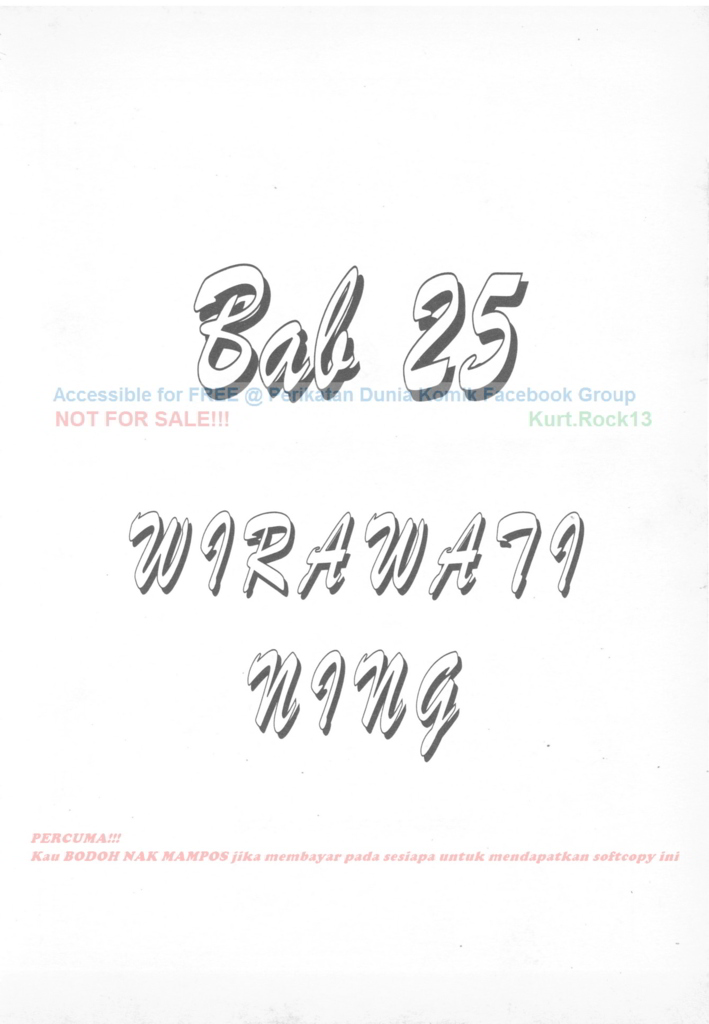 Bab 25
Accessible for FREE @ Perikatan Dunia Komik Facebook Group
NOT FOR SALE!!! Kurt.Rock13
WIRAWATI
NING
PERCUMA!!!
Kau BODOH NAK MAMPOS jika membayar pada sesiapa untuk mendapatkan softcopy ini